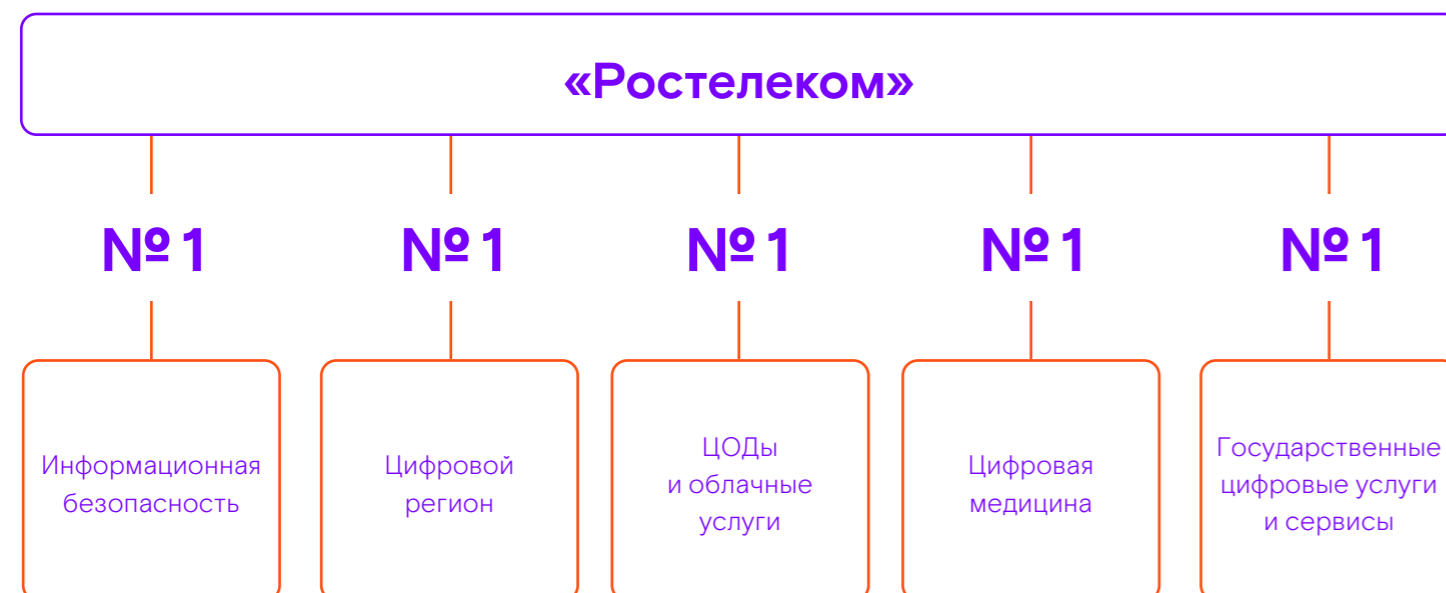 «Ростелеком»
№ 1
№ 1
№ 1
№ 1
№ 1
Информационная
безопасность
Цифровой
регион
ЦОДы
и облачные
услуги
Цифровая
медицина
Государственные
цифровые услуги
и сервисы